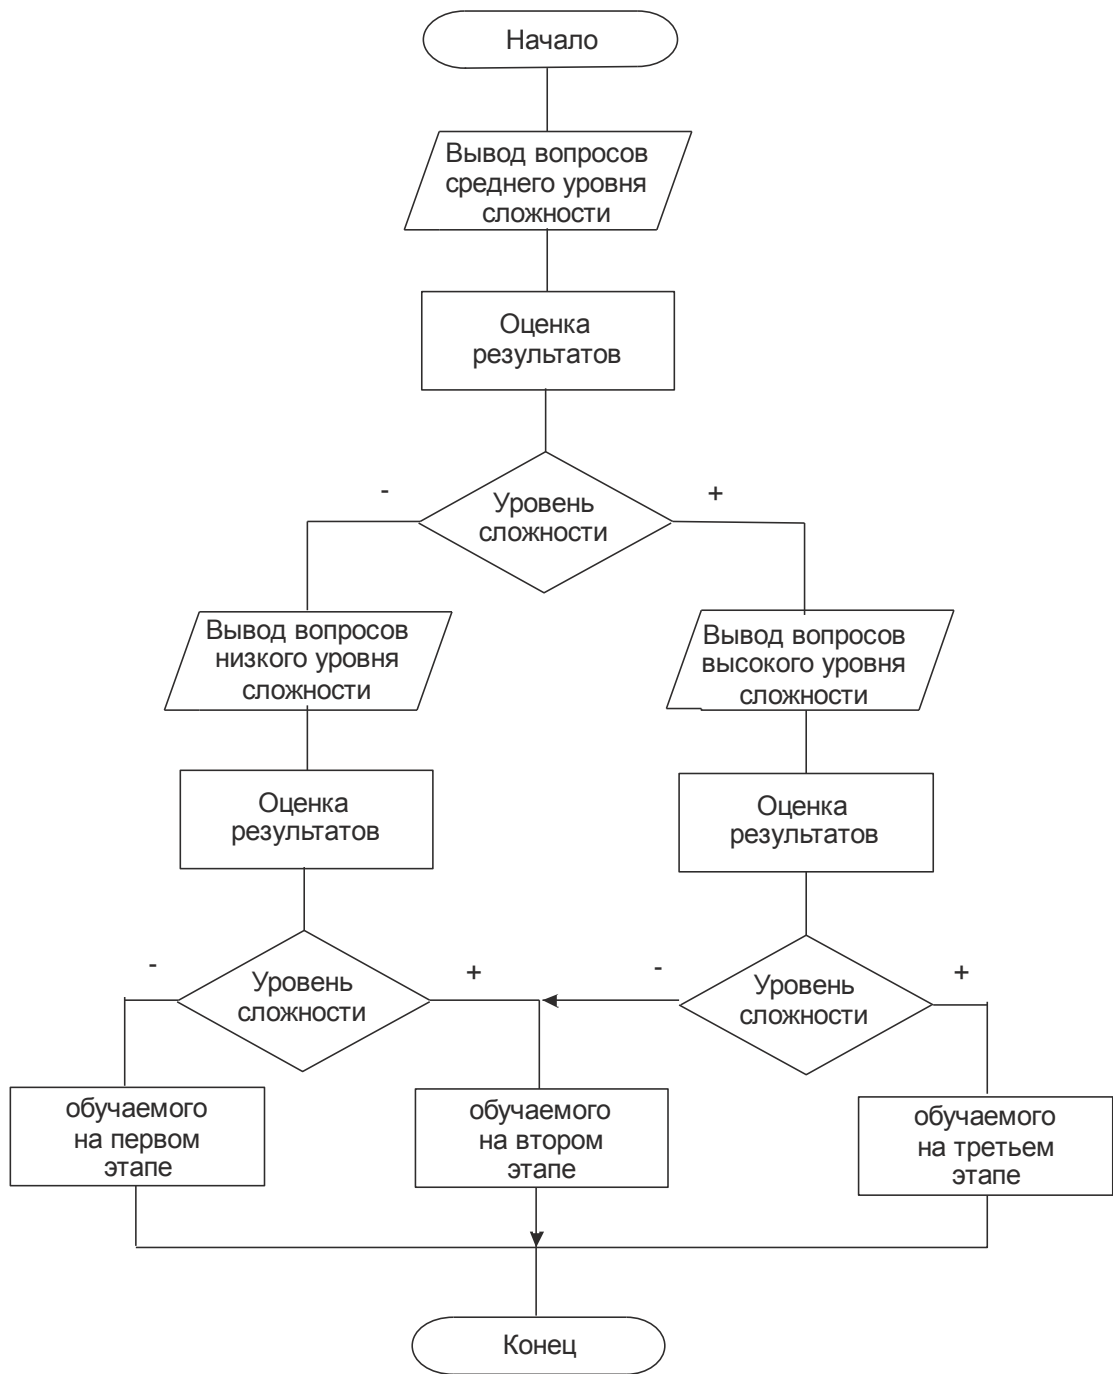 Начало
Вывод вопросов
среднего уровня
сложности
Оценка
результатов
-
+
Уровень
сложности
Вывод вопросов
низкого уровня
сложности
Вывод вопросов
высокого уровня
сложности
Оценка
результатов
Оценка
результатов
-
+
Уровень
сложности
-
+
Уровень
сложности
обучаемого
на первом
этапе
обучаемого
на втором
этапе
обучаемого
на третьем
этапе
Конец